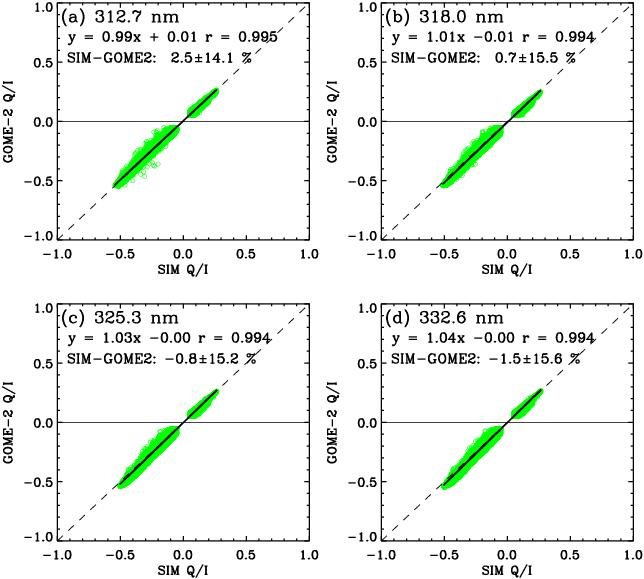 (a) 312.7 nm
y = 0.99x + 0.01 r = 0.995
SIM-GOME2: 2.5±14.1 %
GOME-2 Q/I
1.0
0.5
0.0
-0.5
-1.0
-1.0 -0.5 0.0 0.5 1.0
SIM Q/I
(b) 318.0 nm
y = 1.01x -0.01 r = 0.994
SIM-GOME2: 0.7±15.5 %
GOME-2 Q/I
1.0
0.5
0.0
-0.5
-1.0
-1.0 -0.5 0.0 0.5 1.0
SIM Q/I
(c) 325.3 nm
y = 1.03x -0.00 r = 0.994
SIM-GOME2: -0.8±15.2 %
GOME-2 Q/I
1.0
0.5
0.0
-0.5
-1.0
-1.0 -0.5 0.0 0.5 1.0
SIM Q/I
(d) 332.6 nm
y = 1.04x -0.00 r = 0.994
SIM-GOME2: -1.5±15.6 %
GOME-2 Q/I
1.0
0.5
0.0
-0.5
-1.0
-1.0 -0.5 0.0 0.5 1.0
SIM Q/I